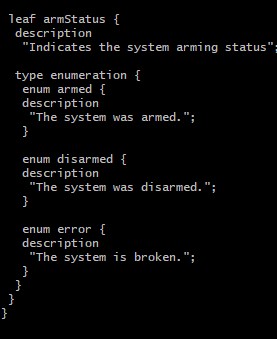 leaf armStatus {
description
"Indicates the system arming status";
type enumeration {
enum armed {
description
"The system was armed.";
}
enum disarmed {
description
"The system was disarmed.";
}
enum error {
description
"The system is broken.";
}
}
}
}